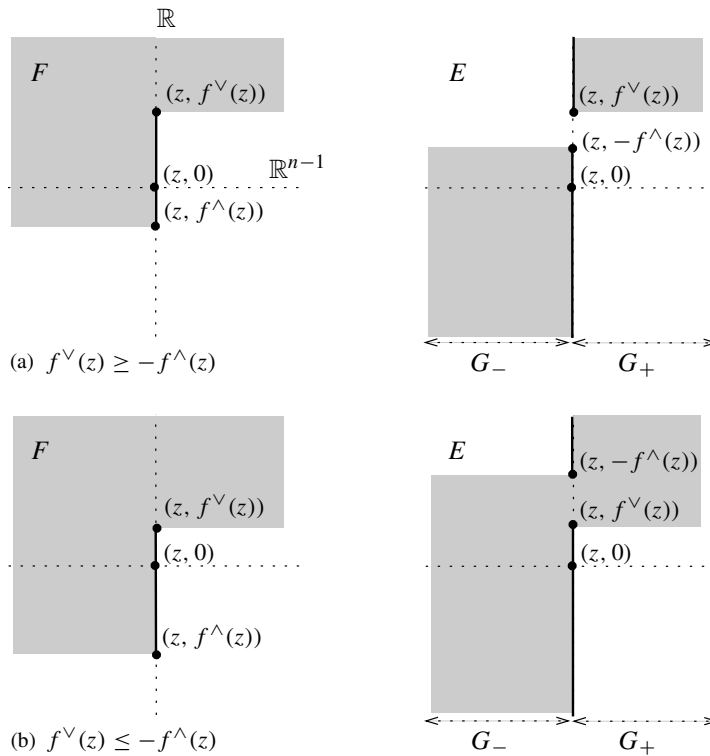 ℝ
F
(z, f^∨(z))
(z, 0)
ℝ^{n−1}
(z, f^∧(z))
E
(z, f^∨(z))
(z, −f^∧(z))
(z, 0)
(a) f^∨(z) ≥ −f^∧(z)
G_−
G_+
F
(z, f^∨(z))
(z, 0)
(z, f^∧(z))
E
(z, −f^∧(z))
(z, f^∨(z))
(z, 0)
(b) f^∨(z) ≤ −f^∧(z)
G_−
G_+